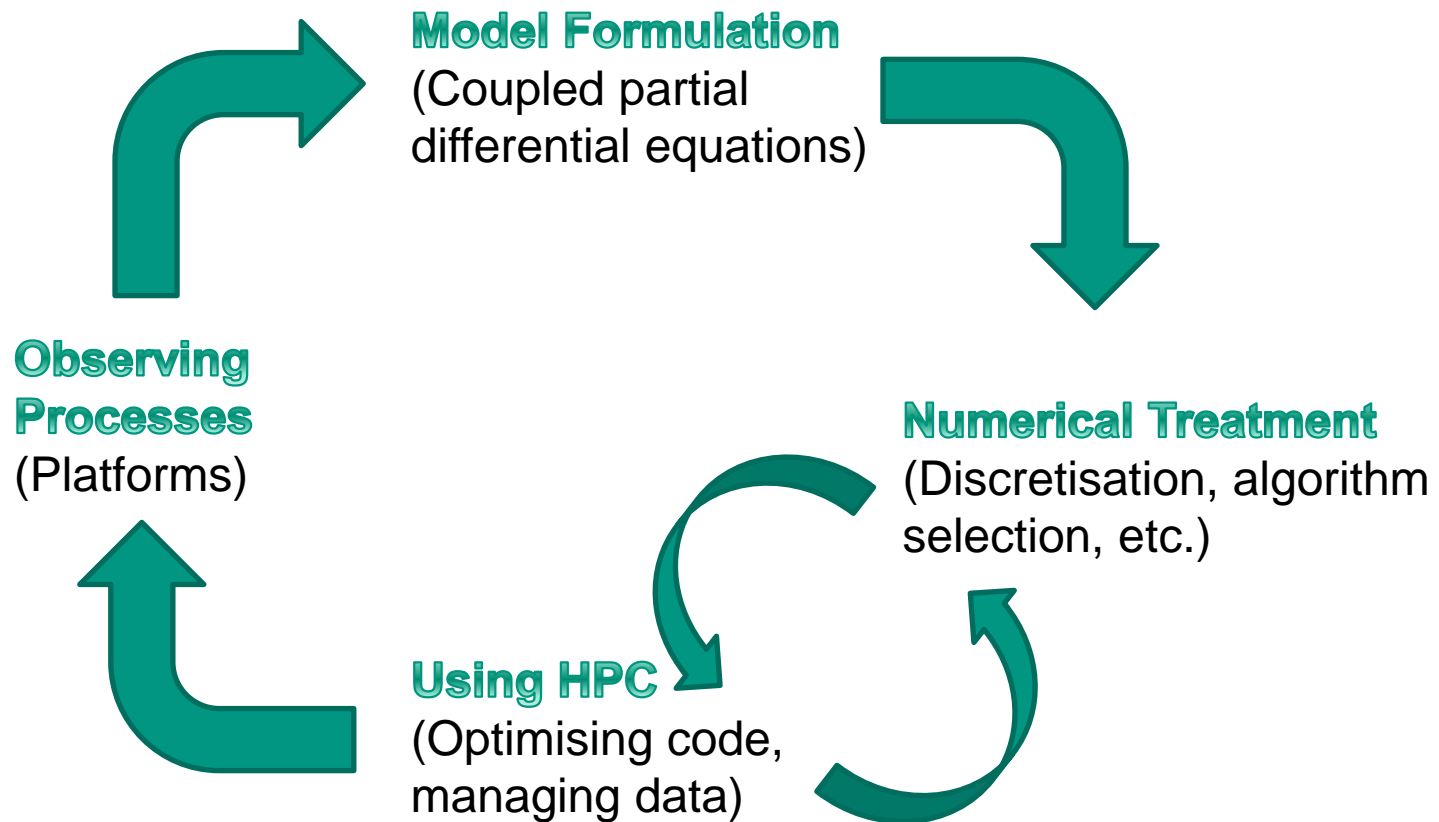 Model Formulation
(Coupled partial
differential equations)
Observing
Processes
(Platforms)
Numerical Treatment
(Discretisation, algorithm
selection, etc.)
Using HPC
(Optimising code,
managing data)